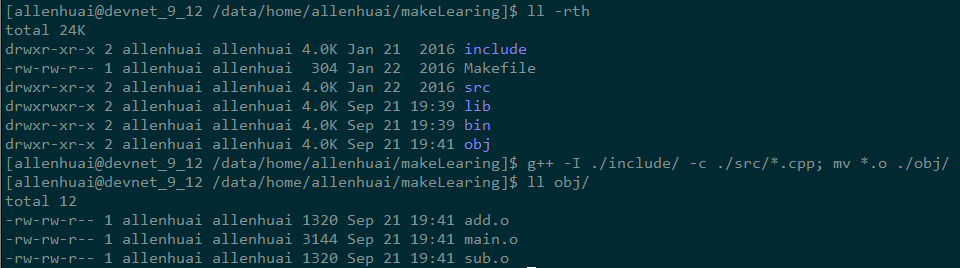 [allenhuai@devnet_9_12 /data/home/allenhuai/makeLearing]$ ll -rth
total 24K
drwxr-xr-x 2 allenhuai allenhuai 4.0K Jan 21  2016 include
-rw-rw-r-- 1 allenhuai allenhuai  304 Jan 22  2016 Makefile
drwxr-xr-x 2 allenhuai allenhuai 4.0K Jan 22  2016 src
drwxrwxr-x 2 allenhuai allenhuai 4.0K Sep 21 19:39 lib
drwxr-xr-x 2 allenhuai allenhuai 4.0K Sep 21 19:39 bin
drwxr-xr-x 2 allenhuai allenhuai 4.0K Sep 21 19:41 obj
[allenhuai@devnet_9_12 /data/home/allenhuai/makeLearing]$ g++ -I ./include/ -c ./src/*.cpp; mv *.o ./obj/
[allenhuai@devnet_9_12 /data/home/allenhuai/makeLearing]$ ll obj/
total 12
-rw-rw-r-- 1 allenhuai allenhuai 1320 Sep 21 19:41 add.o
-rw-rw-r-- 1 allenhuai allenhuai 3144 Sep 21 19:41 main.o
-rw-rw-r-- 1 allenhuai allenhuai 1320 Sep 21 19:41 sub.o